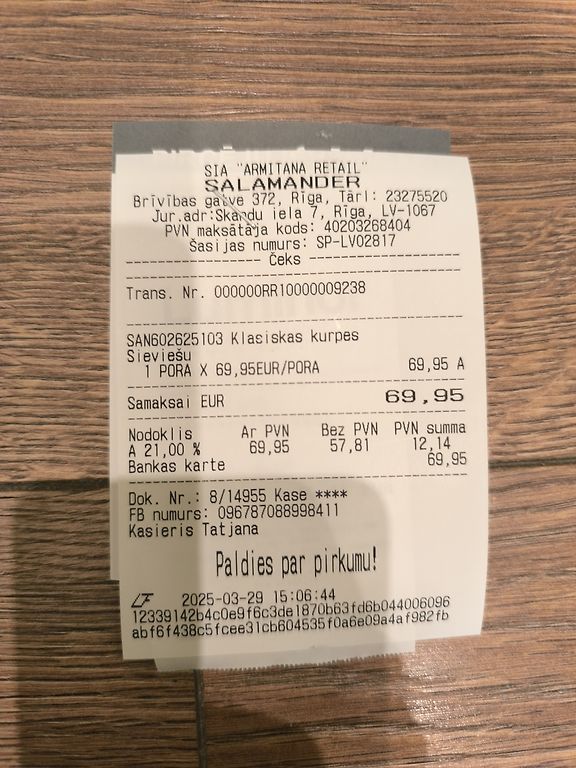 SIA "ARMITANA RETAIL"
SALAMANDER
Brīvības gatve 372, Rīga, Tārl: 23275520
Jur.adr:Skandu iela 7, Rīga, LV-1067
PVN maksātāja kods: 40203268404
Šasijas numurs: SP-LV02817
Čeks
Trans. Nr. 000000RR10000009238
SAN602625103 Klasiskas kurpes
Sieviešu
1 PORA X 69,95EUR/PORA 69,95 A
Samaksai EUR 69,95
Nodoklis Ar PVN Bez PVN PVN summa
A 21,00 % 69,95 57,81 12,14
Bankas karte 69,95
Dok. Nr.: 8/14955 Kase ****
FB numurs: 096787088998411
Kasieris Tatjana
Paldies par pirkumu!
LF 2025-03-29 15:06:44
12339142b4c0e9f6c3de1870b63fd6b044006096
abf6f438c5fcee31cb604535f0a6e09a4af982fb